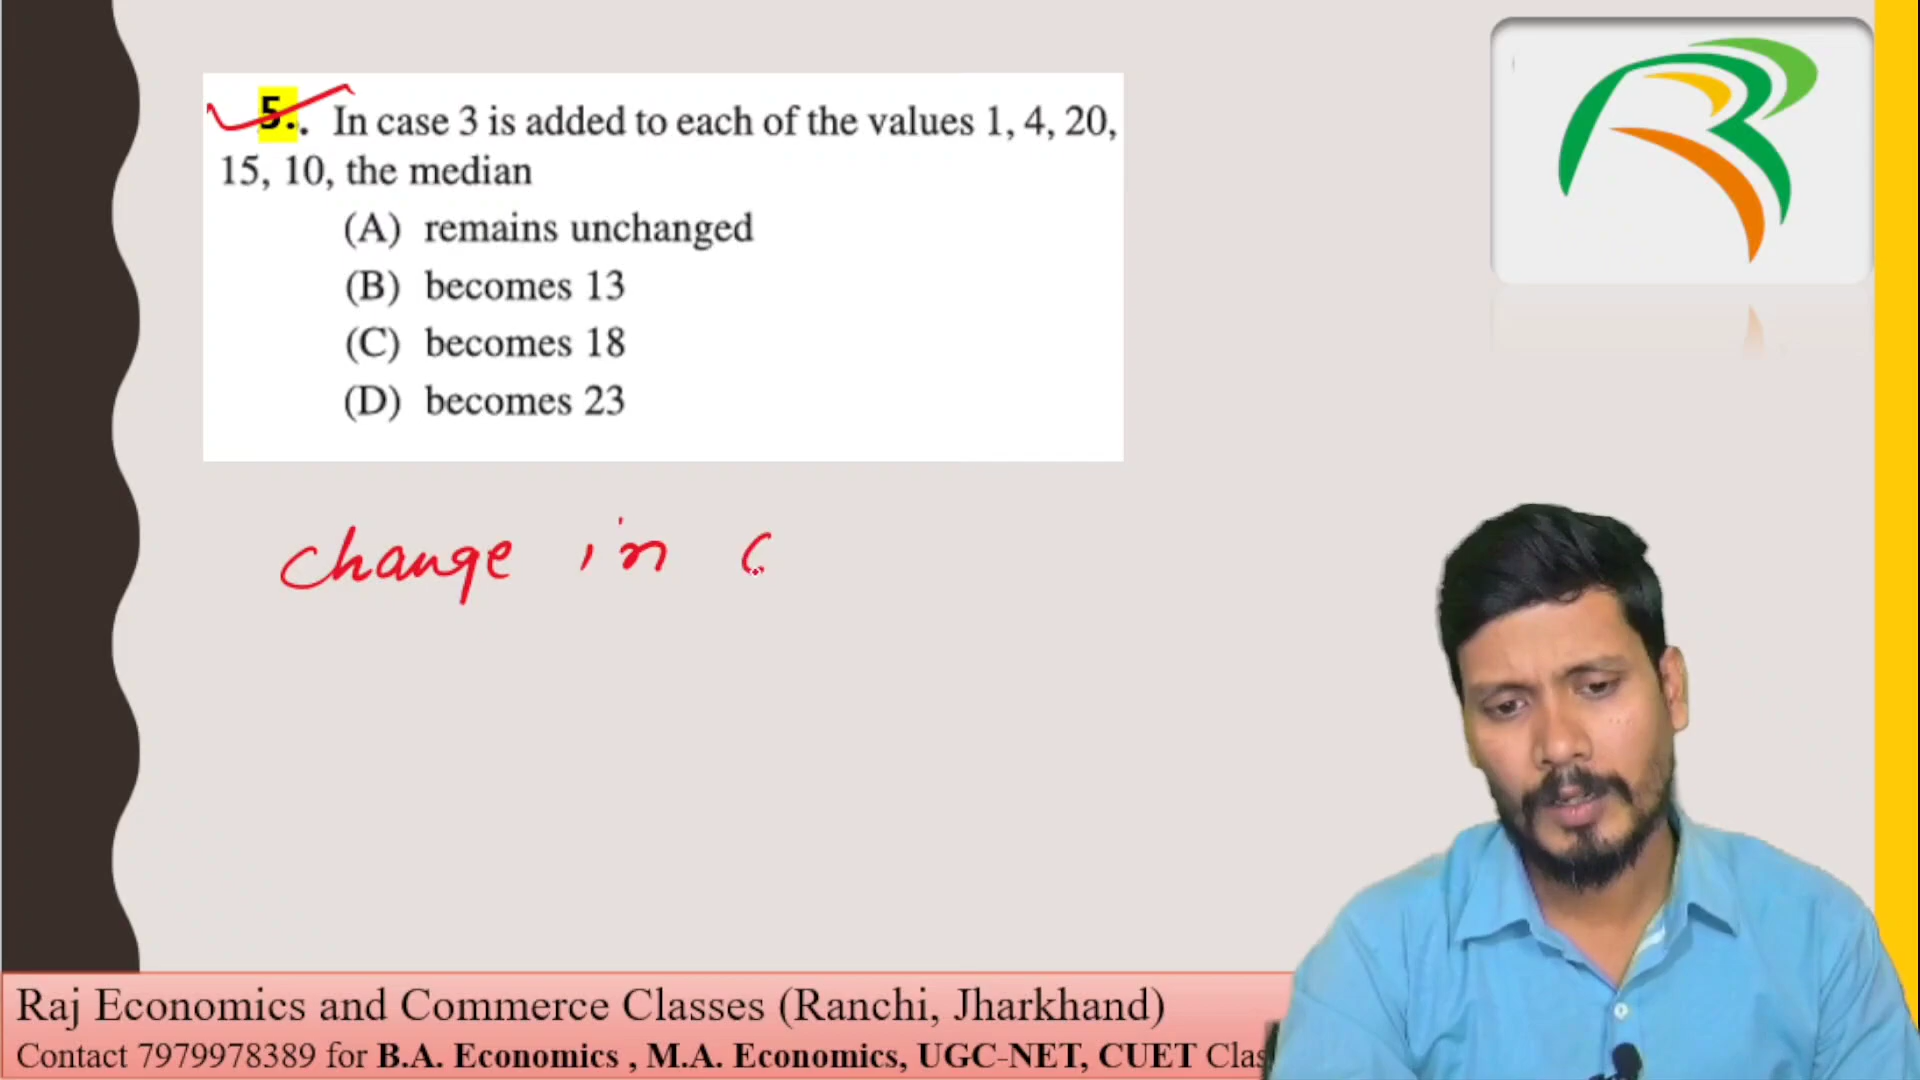 5.. In case 3 is added to each of the values 1, 4, 20,
15, 10, the median
(A) remains unchanged
(B) becomes 13
(C) becomes 18
(D) becomes 23
change in
Raj Economics and Commerce Classes (Ranchi, Jharkhand)
Contact 7979978389 for B.A. Economics , M.A. Economics, UGC-NET, CUET Clas